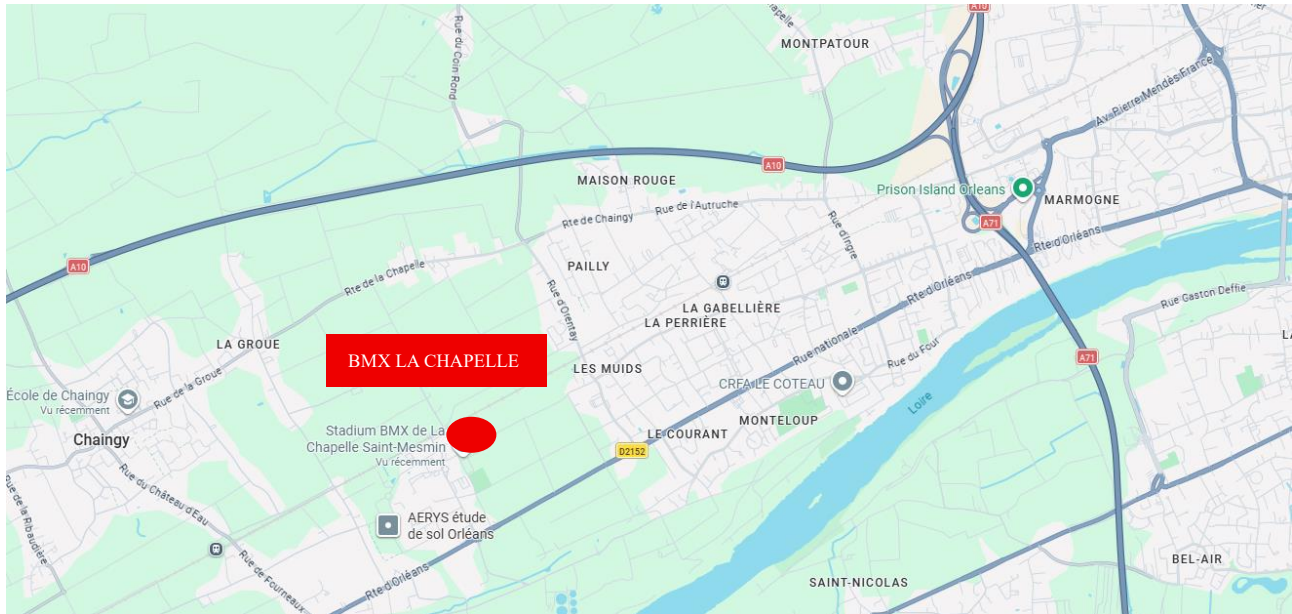 A10
Chapelle
MONTPATOUR
Rue du Coin Rond
Av. Pierre Mendès France
A10
MAISON ROUGE
Prison Island Orleans
MARMOGNE
Rue de l'Autruche
Rte de Chaingy
A71
Rue d'Ingré
Rte d'Orléans
A10
PAILLY
Rte de la Chapelle
Rue d'Orientay
LA GABELLIÈRE
LA PERRIÈRE
Rte d'Orléans
Rue Gaston Deffie
LA GROUE
BMX LA CHAPELLE
Rue nationale
Rue du Four
A71
LES MUIDS
CRFA LE COTEAU
Loire
École de Chaingy
Vu récemment
Rue de la Groue
MONTELOUP
Chaingy
Stadium BMX de La
Chapelle Saint-Mesmin
Vu récemment
LE COURANT
D2152
Rue de la Ribaudière
Rue du Château d'Eau
AERYS étude
de sol Orléans
Rue de Fourneaux
Rte d'Orléans
SAINT-NICOLAS
BEL-AIR